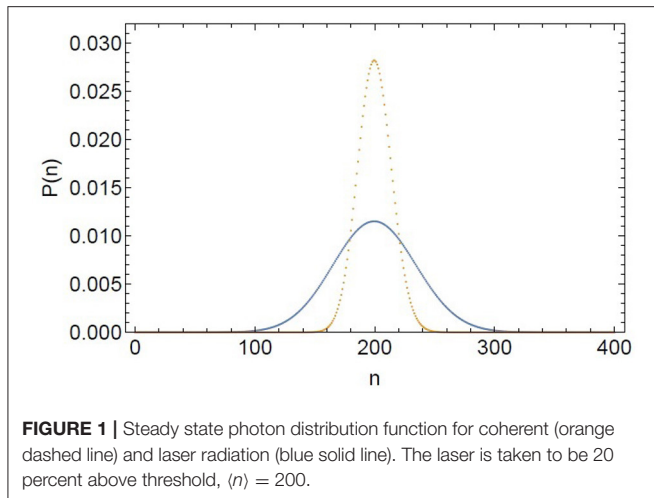 0.030
0.025
0.020
0.015
0.010
0.005
0.000
P(n)
0 100 200 300 400
n
FIGURE 1 | Steady state photon distribution function for coherent (orange
dashed line) and laser radiation (blue solid line). The laser is taken to be 20
percent above threshold, ⟨n⟩ = 200.